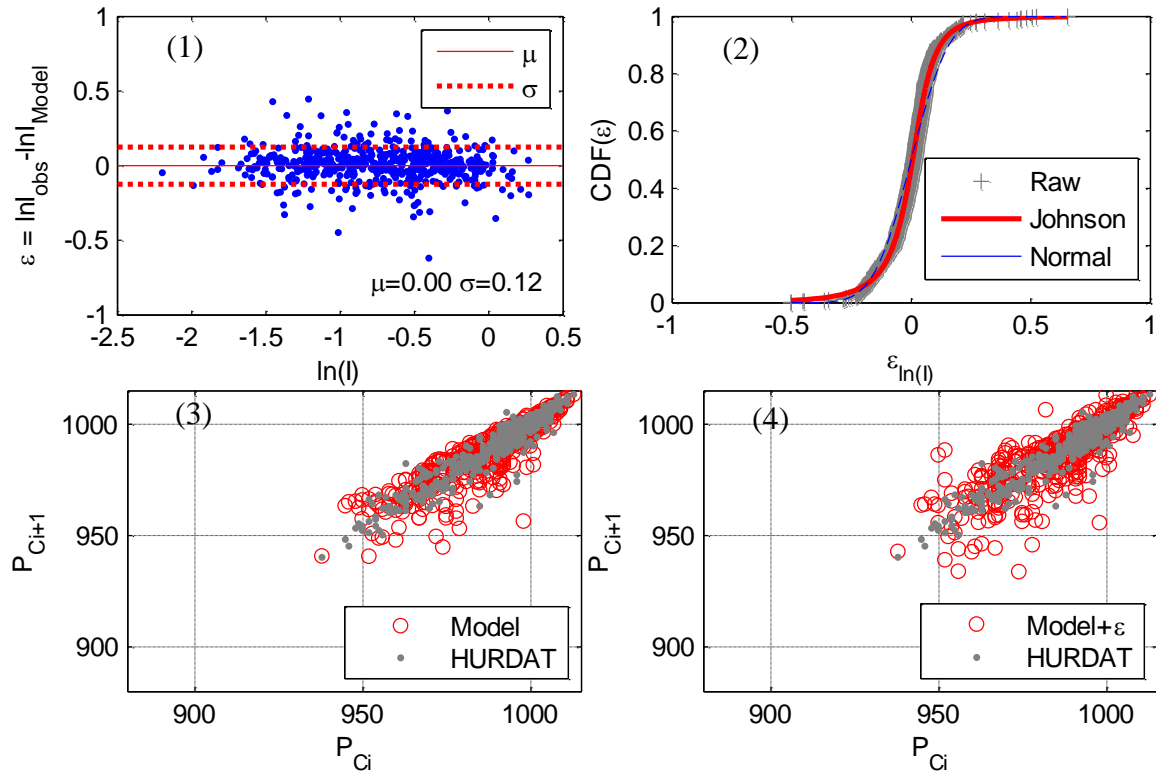 (1)
μ
σ
ε = lnI_obs-lnI_Model
1
0.5
0
-0.5
-1
μ=0.00 σ=0.12
-2.5 -2 -1.5 -1 -0.5 0 0.5
ln(I)
(2)
CDF(ε)
1
0.8
0.6
0.4
0.2
0
Raw
Johnson
Normal
-1 -0.5 0 0.5 1
ε_ln(I)
(3)
P_Ci+1
1000
950
900
Model
HURDAT
900 950 1000
P_Ci
(4)
P_Ci+1
1000
950
900
Model+ε
HURDAT
900 950 1000
P_Ci